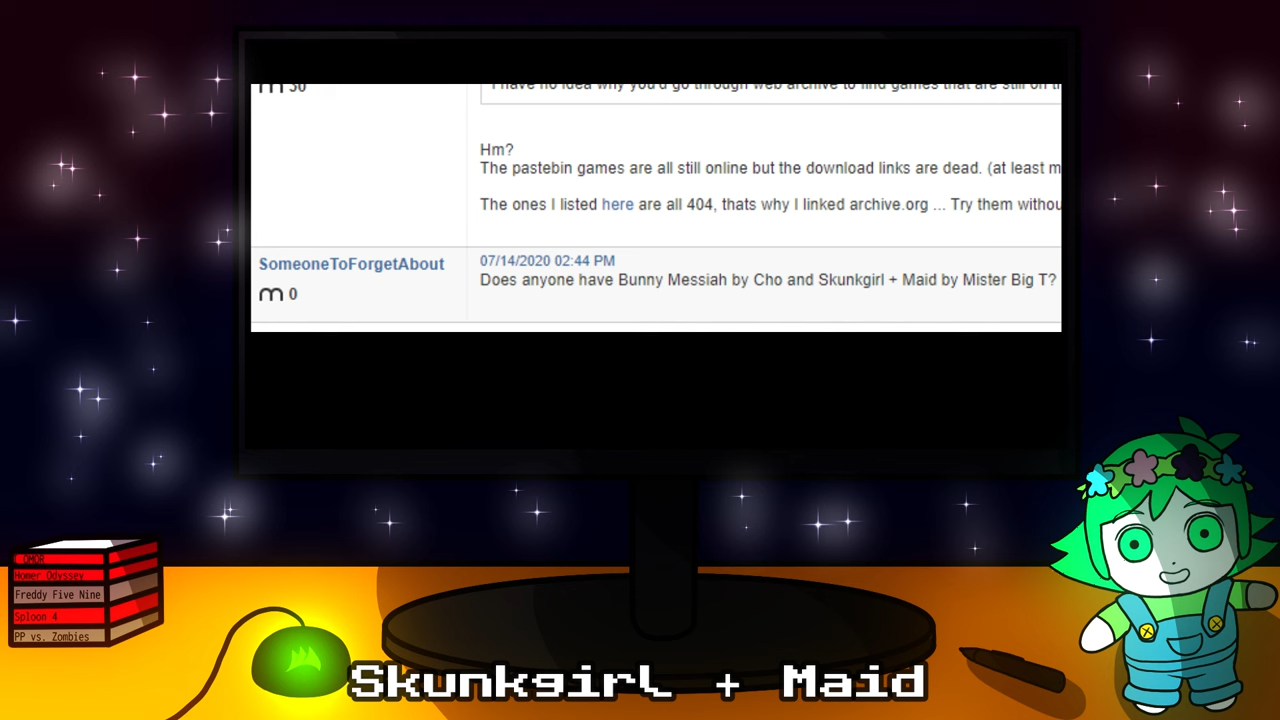 30
I have no idea why you'd go through web archive to find games that are still on
Hm?
The pastebin games are all still online but the download links are dead. (at least m
The ones I listed here are all 404, thats why I linked archive.org ... Try them withou
SomeoneToForgetAbout
07/14/2020 02:44 PM
Does anyone have Bunny Messiah by Cho and Skunkgirl + Maid by Mister Big T?
0
OMOR
Homer Odyssey
Freddy Five Nine
Sploon 4
PP vs. Zombies
Skunkgirl + Maid